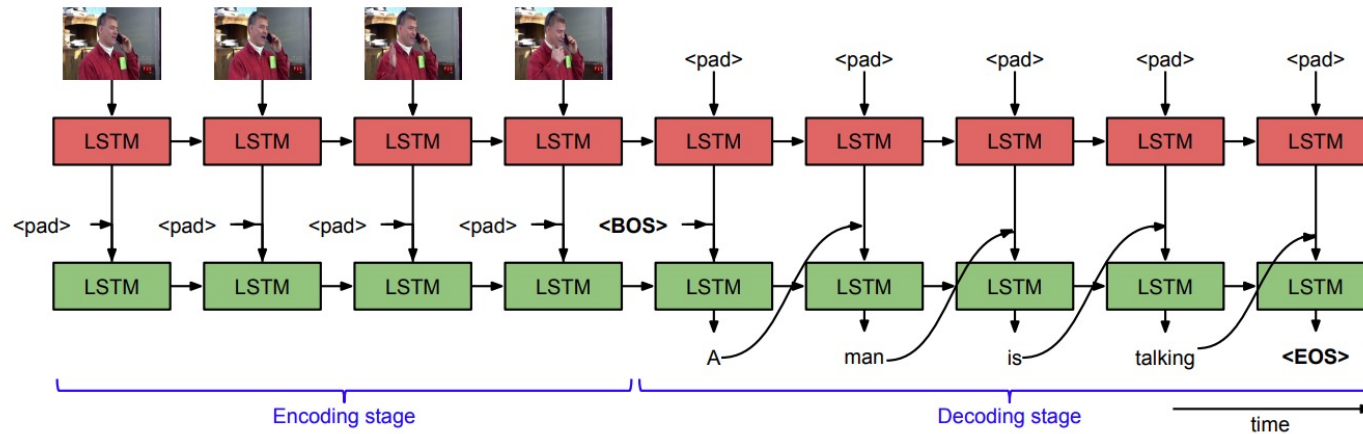 <pad> <pad> <pad> <pad> <pad>
LSTM LSTM LSTM LSTM LSTM LSTM LSTM LSTM LSTM
<pad> <pad> <pad> <pad> <BOS>
LSTM LSTM LSTM LSTM LSTM LSTM LSTM LSTM LSTM
A man is talking <EOS>
Encoding stage Decoding stage
time